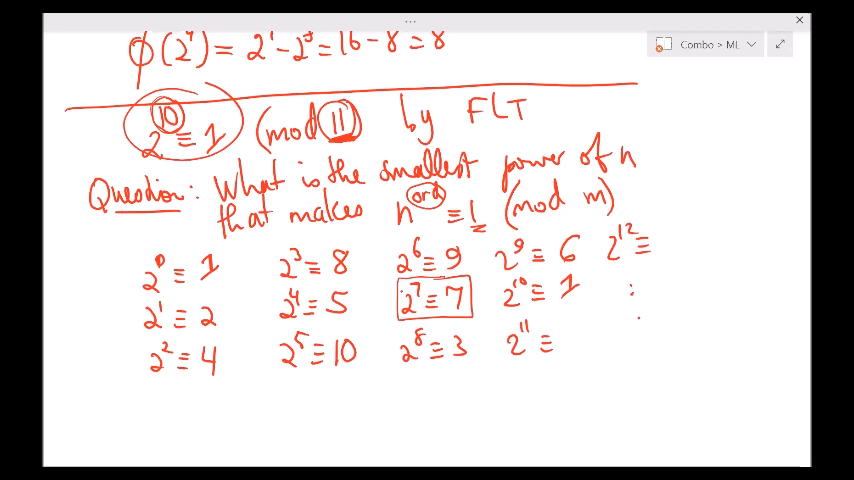 ...
Combo > ML
ϕ(2⁴) = 2⁴ - 2³ = 16 - 8 = 8
2¹⁰ ≡ 1 (mod 11) by FLT
Question: What is the smallest power of n
that makes n^ord ≡ 1 (mod m)
2⁰ ≡ 1 2³ ≡ 8 2⁶ ≡ 9 2⁹ ≡ 6 2¹² ≡
2¹ ≡ 2 2⁴ ≡ 5 2⁷ ≡ 7 2¹⁰ ≡ 1 ⋮
2² ≡ 4 2⁵ ≡ 10 2⁸ ≡ 3 2¹¹ ≡